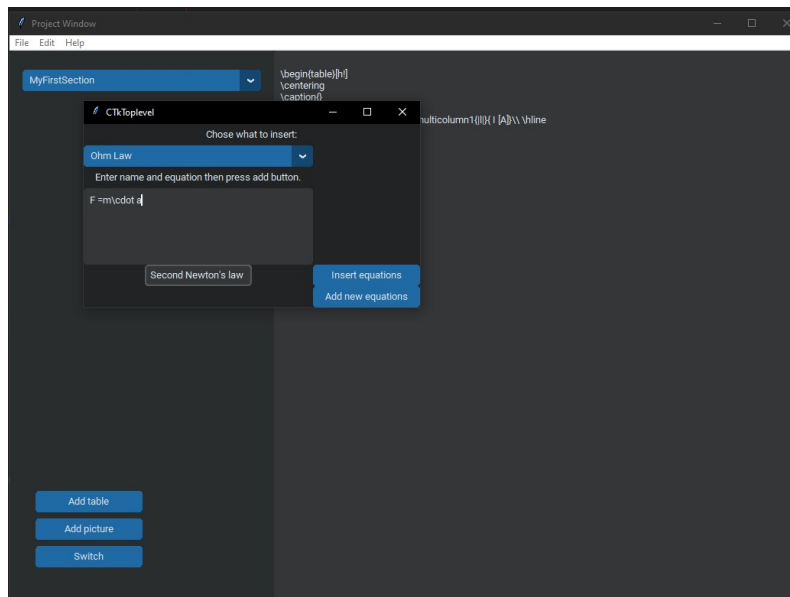 Project Window
File Edit Help
MyFirstSection
\begin{table}[h!]
\centering
\caption{}
ulticolumn1{|l|}{ I [A]}\\ \hline
CTkToplevel
Chose what to insert:
Ohm Law
Enter name and equation then press add button.
F =m\cdot a
Second Newton's law
Insert equations
Add new equations
Add table
Add picture
Switch